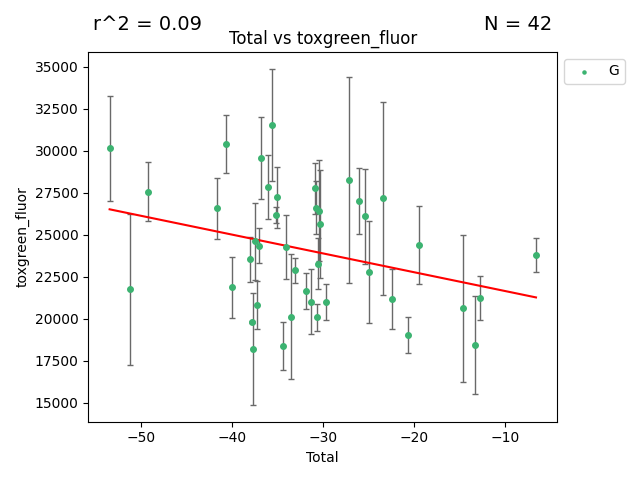 r^2 = 0.09
N = 42
Total vs toxgreen_fluor
G
35000
32500
30000
27500
25000
22500
20000
17500
15000
toxgreen_fluor
−50
−40
−30
−20
−10
Total